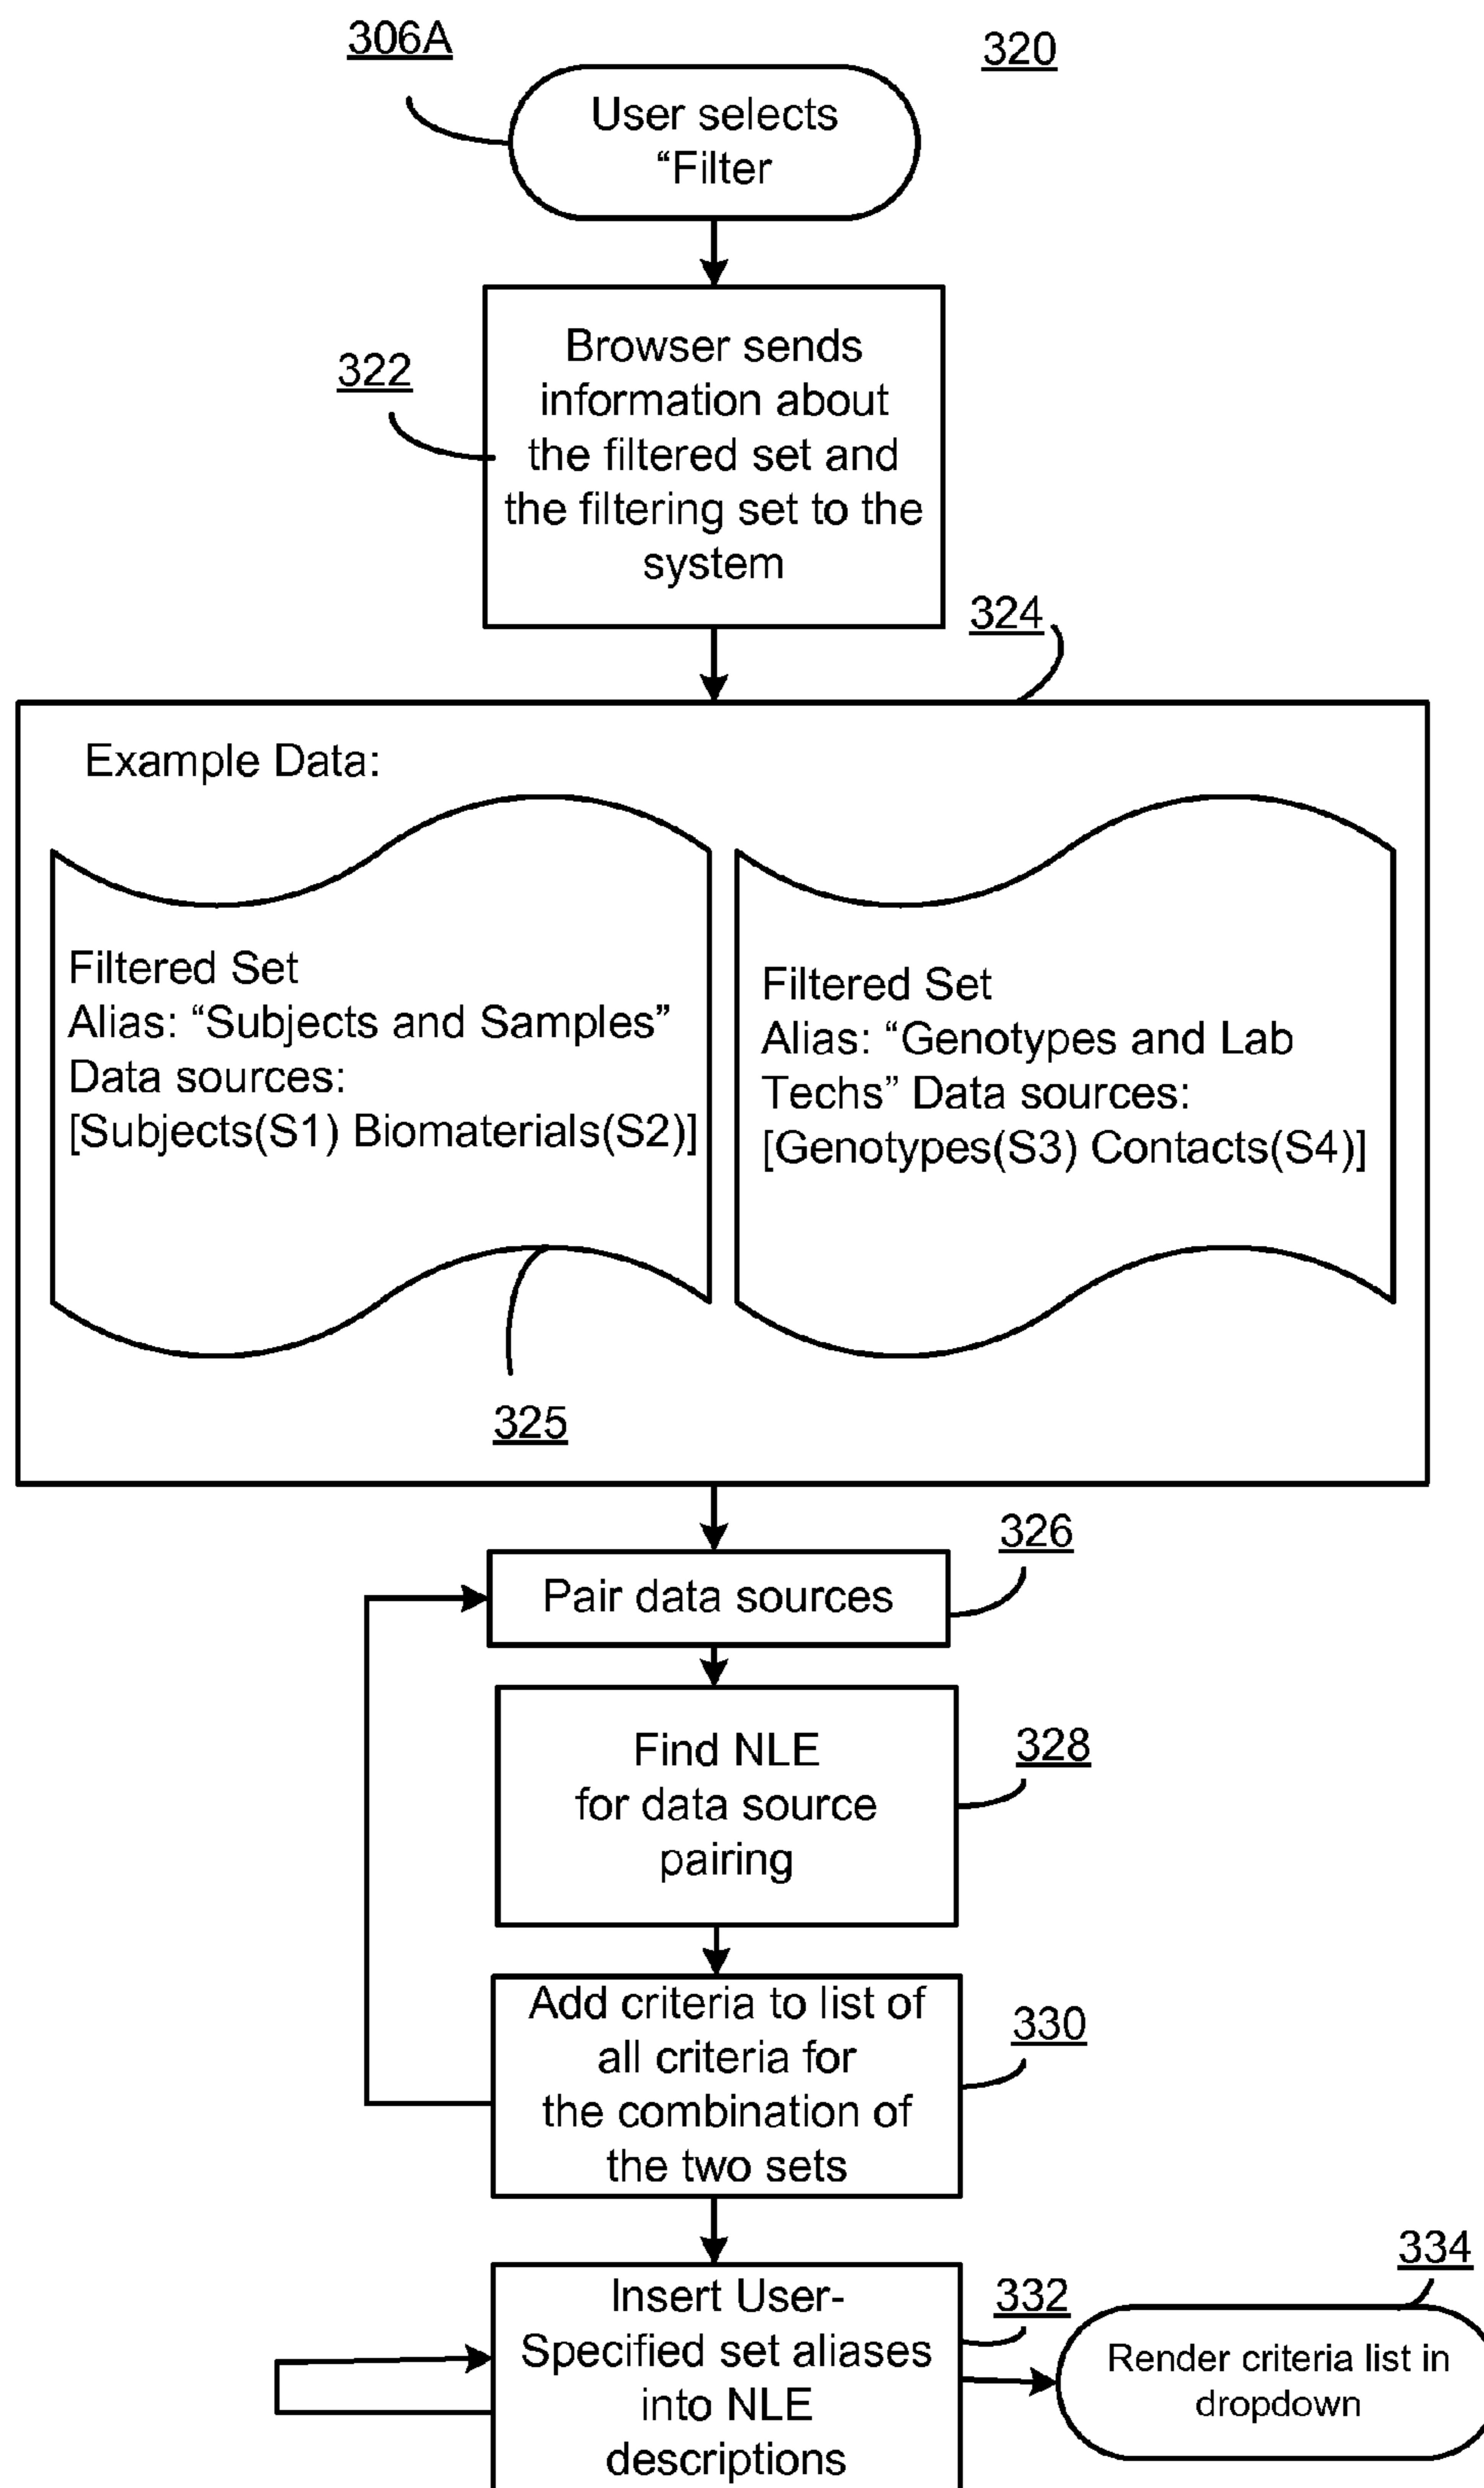 306A
320
User selects
“Filter
322
Browser sends
information about
the filtered set and
the filtering set to the
system
324
Example Data:
Filtered Set
Alias: “Subjects and Samples”
Data sources:
[Subjects(S1) Biomaterials(S2)]
Filtered Set
Alias: “Genotypes and Lab
Techs” Data sources:
[Genotypes(S3) Contacts(S4)]
325
326
Pair data sources
328
Find NLE
for data source
pairing
330
Add criteria to list of
all criteria for
the combination of
the two sets
332
Insert User-
Specified set aliases
into NLE
descriptions
334
Render criteria list in
dropdown